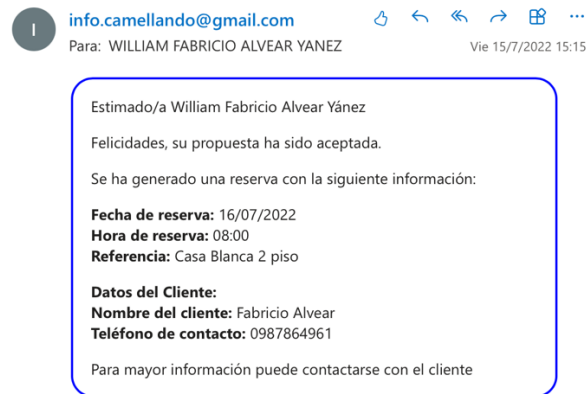 I
info.camellando@gmail.com
Para: WILLIAM FABRICIO ALVEAR YANEZ
Vie 15/7/2022 15:15
Estimado/a William Fabricio Alvear Yánez
Felicidades, su propuesta ha sido aceptada.
Se ha generado una reserva con la siguiente información:
Fecha de reserva: 16/07/2022
Hora de reserva: 08:00
Referencia: Casa Blanca 2 piso
Datos del Cliente:
Nombre del cliente: Fabricio Alvear
Teléfono de contacto: 0987864961
Para mayor información puede contactarse con el cliente